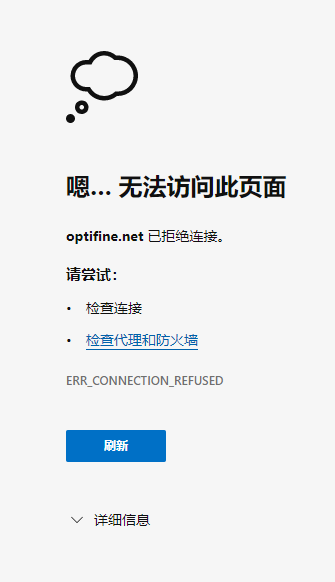 嗯... 无法访问此页面
optifine.net 已拒绝连接。
请尝试：
• 检查连接
• 检查代理和防火墙
ERR_CONNECTION_REFUSED
刷新
详细信息